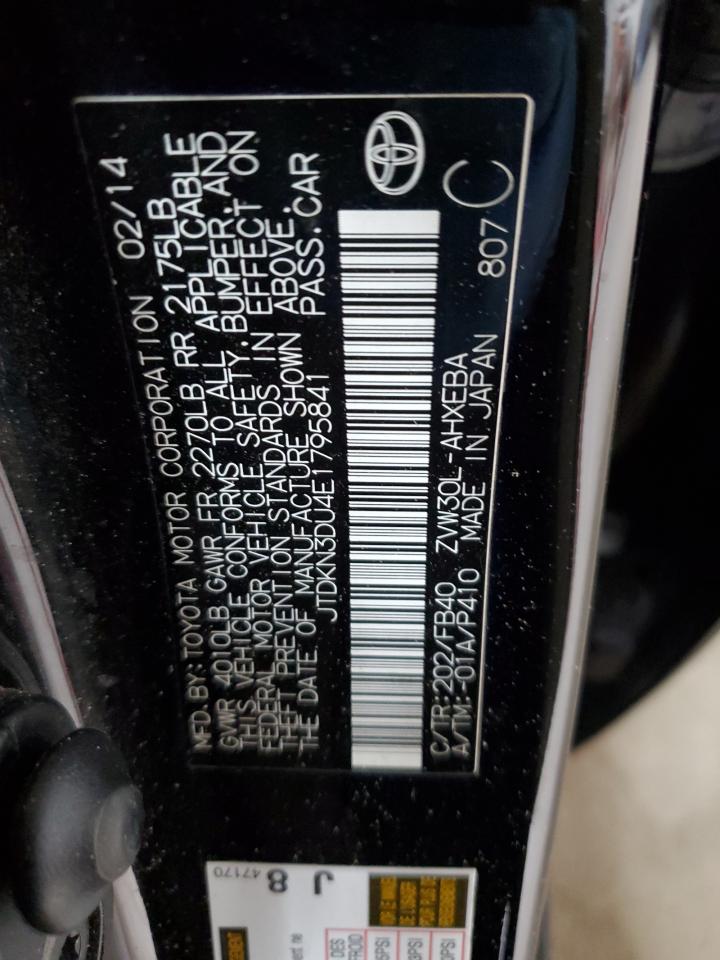 MFD.BY:TOYOTA MOTOR CORPORATION 02/14
GVWR 4010LB GAWR FR 2270LB RR 2175LB
THIS VEHICLE CONFORMS TO ALL APPLICABLE
FEDERAL MOTOR VEHICLE SAFETY.BUMPER.AND
THEFT PREVENTION STANDARDS IN EFFECT ON
THE DATE OF MANUFACTURE SHOWN ABOVE.
JTDKN3DU4E1795841 PASS.CAR
C/TR:202/FB40 ZVW30L-AHXEBA
A/TM:-01A/P410 MADE IN JAPAN 807 C
47170
J 8
DES